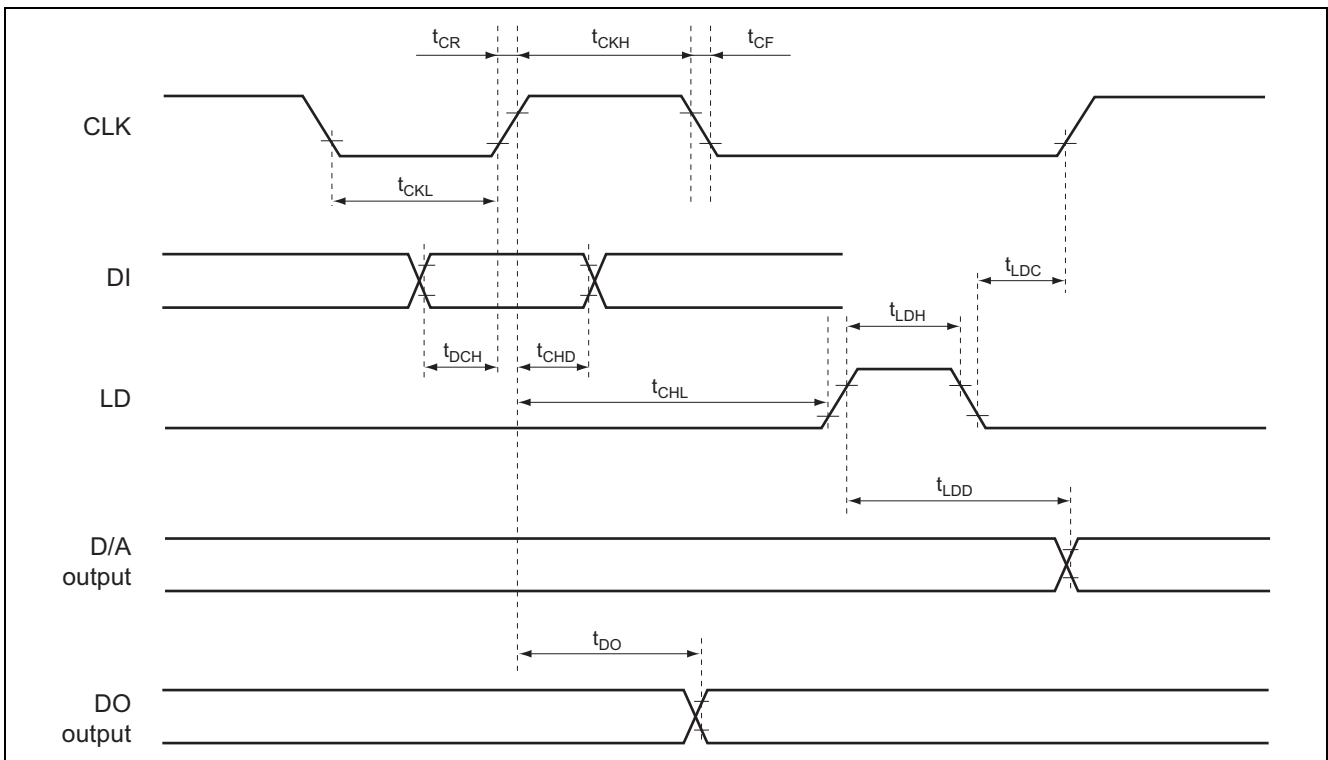 tCR tCKH tCF
CLK
tCKL
DI
tLDC
tLDH
tDCH tCHD
tCHL
LD
tLDD
D/A
output
tDO
DO
output